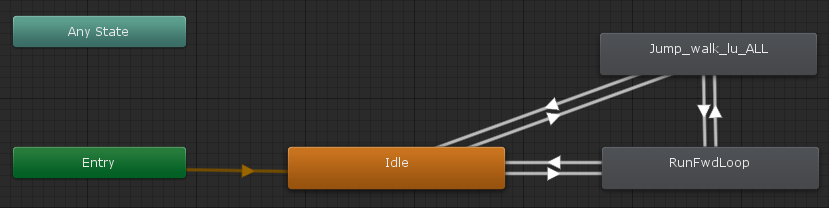 Any State
Jump_walk_lu_ALL
Entry
Idle
RunFwdLoop